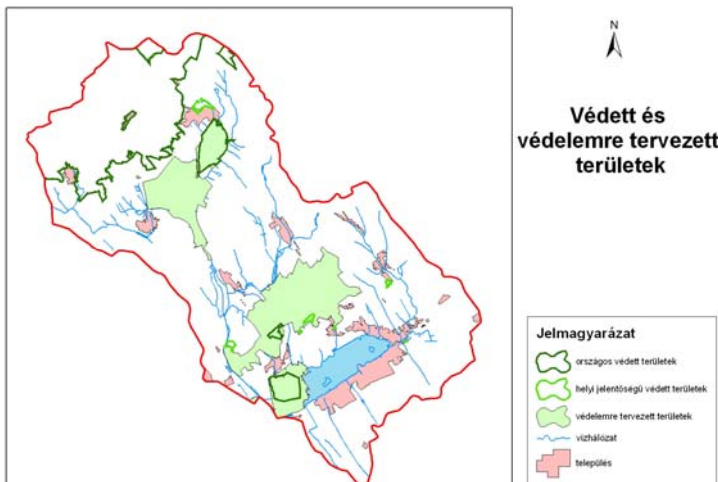 N
Védett és
védelemre tervezett
területek
Jelmagyarázat
országos védett területek
helyi jelentőségű védett területek
védelemre tervezett területek
vízhálózat
település